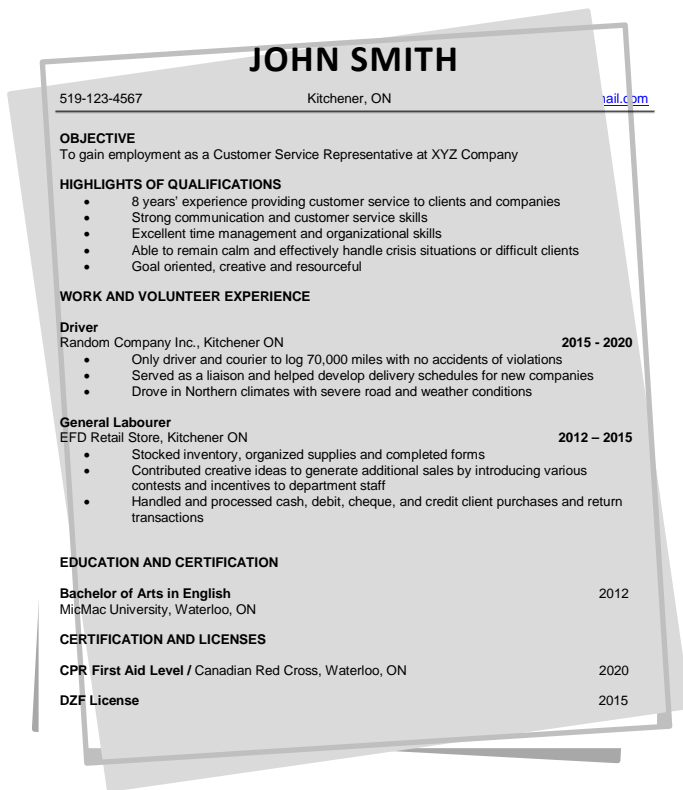 JOHN SMITH
519-123-4567 Kitchener, ON ail.com
OBJECTIVE
To gain employment as a Customer Service Representative at XYZ Company
HIGHLIGHTS OF QUALIFICATIONS
• 8 years’ experience providing customer service to clients and companies
• Strong communication and customer service skills
• Excellent time management and organizational skills
• Able to remain calm and effectively handle crisis situations or difficult clients
• Goal oriented, creative and resourceful
WORK AND VOLUNTEER EXPERIENCE
Driver
Random Company Inc., Kitchener ON 2015 - 2020
• Only driver and courier to log 70,000 miles with no accidents of violations
• Served as a liaison and helped develop delivery schedules for new companies
• Drove in Northern climates with severe road and weather conditions
General Labourer
EFD Retail Store, Kitchener ON 2012 – 2015
• Stocked inventory, organized supplies and completed forms
• Contributed creative ideas to generate additional sales by introducing various
contests and incentives to department staff
• Handled and processed cash, debit, cheque, and credit client purchases and return
transactions
EDUCATION AND CERTIFICATION
Bachelor of Arts in English 2012
MicMac University, Waterloo, ON
CERTIFICATION AND LICENSES
CPR First Aid Level / Canadian Red Cross, Waterloo, ON 2020
DZF License 2015